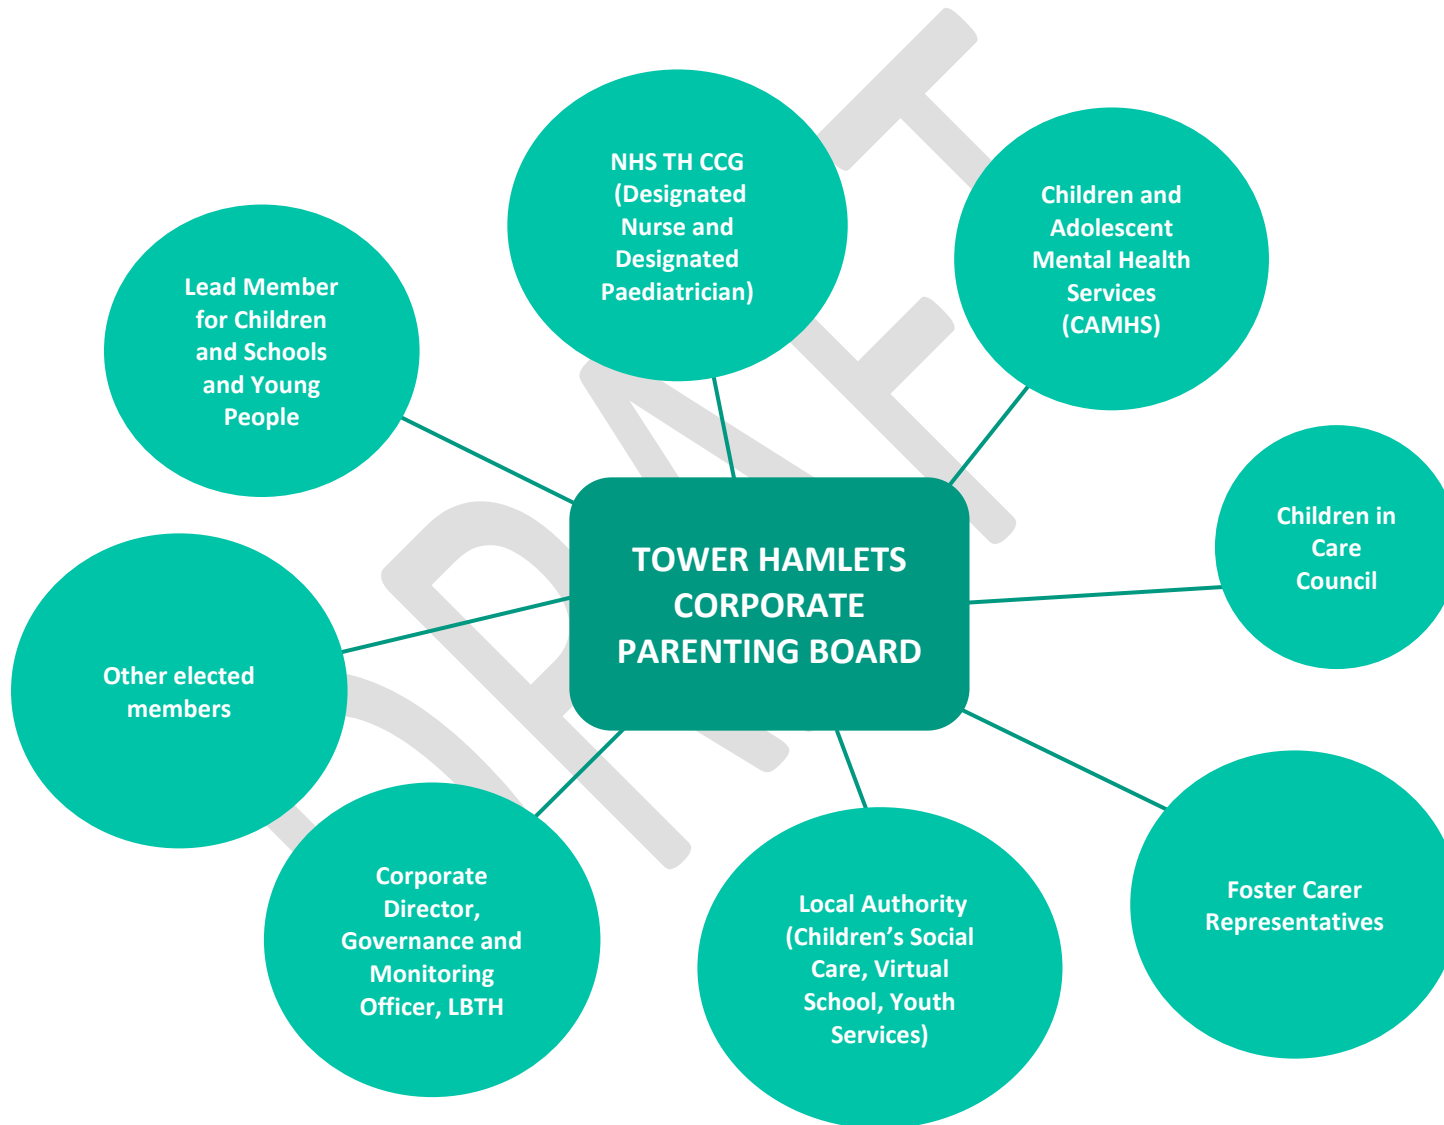 NHS TH CCG
(Designated
Nurse and
Designated
Paediatrician)
Children and
Adolescent
Mental Health
Services
(CAMHS)
Lead Member
for Children
and Schools
and Young
People
Children in
Care
Council
TOWER HAMLETS
CORPORATE
PARENTING BOARD
Other elected
members
Foster Carer
Representatives
Corporate
Director,
Governance and
Monitoring
Officer, LBTH
Local Authority
(Children’s Social
Care, Virtual
School, Youth
Services)
DRAFT